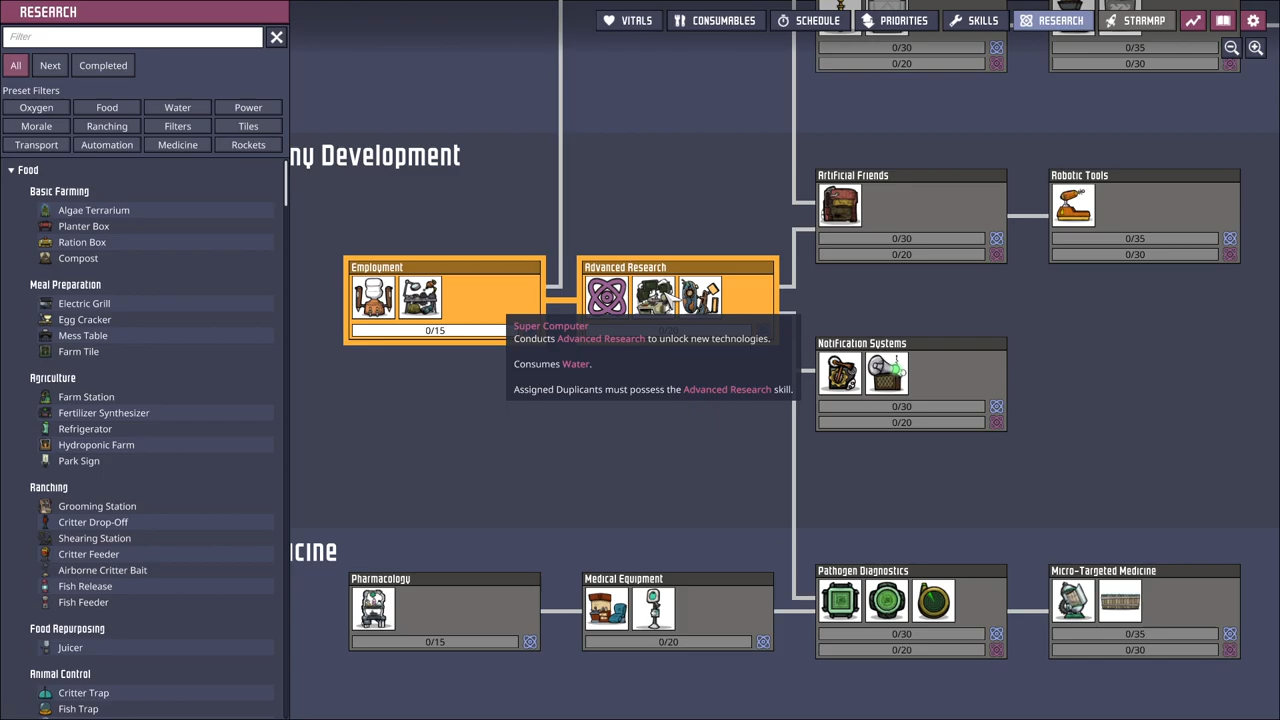 RESEARCH
VITALS
CONSUMABLES
SCHEDULE
PRIORITIES
SKILLS
RESEARCH
STARMAP
Filter
All
Next
Completed
Preset Filters
Oxygen
Food
Water
Power
Morale
Ranching
Filters
Tiles
Transport
Automation
Medicine
Rockets
Food
Basic Farming
Algae Terrarium
Planter Box
Ration Box
Compost
Meal Preparation
Electric Grill
Egg Cracker
Mess Table
Farm Tile
Agriculture
Farm Station
Fertilizer Synthesizer
Refrigerator
Hydroponic Farm
Park Sign
Ranching
Grooming Station
Critter Drop-Off
Shearing Station
Critter Feeder
Airborne Critter Bait
Fish Release
Fish Feeder
Food Repurposing
Juicer
Animal Control
Critter Trap
Fish Trap
0/30
0/20
0/35
0/30
ny Development
Employment
0/15
Advanced Research
0/20
Super Computer
Conducts Advanced Research to unlock new technologies.
Consumes Water.
Assigned Duplicants must possess the Advanced Research skill.
Artificial Friends
0/30
0/20
Robotic Tools
0/35
0/30
Notification Systems
0/30
0/20
icine
Pharmacology
0/15
Medical Equipment
0/20
Pathogen Diagnostics
0/30
0/20
Micro-Targeted Medicine
0/35
0/30